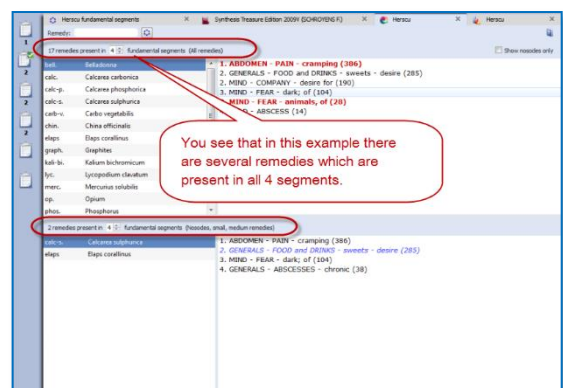 Herscu fundamental segments
Synthesis Treasure Edition 2009V (SCHROYENS F.)
Herscu
Herscu
Remedy:
17 remedies present in 4 fundamental segments (All remedies)
Show nosodes only
bell. Belladonna
calc. Calcarea carbonica
calc-p. Calcarea phosphorica
calc-s. Calcarea sulphurica
carb-v. Carbo vegetabilis
chin. China officinalis
elaps Elaps corallinus
graph. Graphites
kali-bi. Kalium bichromicum
lyc. Lycopodium clavatum
merc. Mercurius solubilis
op. Opium
phos. Phosphorus
1. ABDOMEN - PAIN - cramping (386)
2. GENERALS - FOOD and DRINKS - sweets - desire (285)
2. MIND - COMPANY - desire for (190)
3. MIND - FEAR - dark; of (104)
MIND - FEAR - animals, of (28)
- ABSCESS (14)
You see that in this example there
are several remedies which are
present in all 4 segments.
2 remedies present in 4 fundamental segments (Nosodes, small, medium remedies)
calc-s. Calcarea sulphurica
elaps Elaps corallinus
1. ABDOMEN - PAIN - cramping (386)
2. GENERALS - FOOD and DRINKS - sweets - desire (285)
3. MIND - FEAR - dark; of (104)
4. GENERALS - ABSCESSES - chronic (38)
1
2
2
2
1